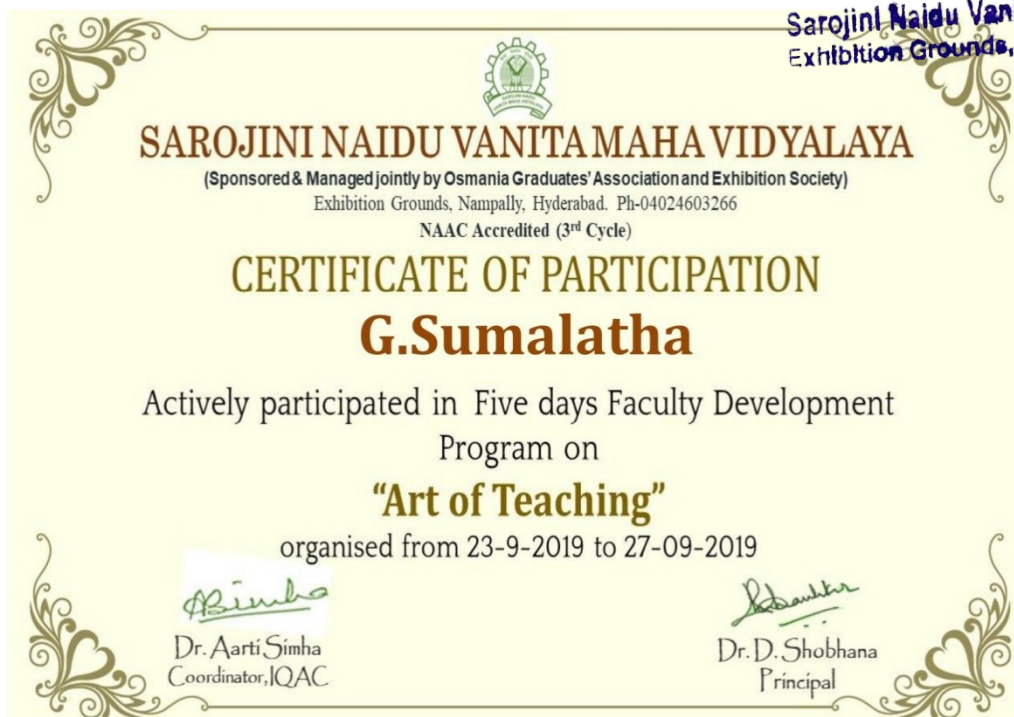 Sarojini Naidu Van
Exhibition Grounds,
SAROJINI NAIDU VANITA MAHA VIDYALAYA
(Sponsored & Managed jointly by Osmania Graduates' Association and Exhibition Society)
Exhibition Grounds, Nampally, Hyderabad. Ph-04024603266
NAAC Accredited (3rd Cycle)
CERTIFICATE OF PARTICIPATION
G.Sumalatha
Actively participated in Five days Faculty Development
Program on
“Art of Teaching”
organised from 23-9-2019 to 27-09-2019
Dr. Aarti Simha
Coordinator, IQAC
Dr. D. Shobhana
Principal